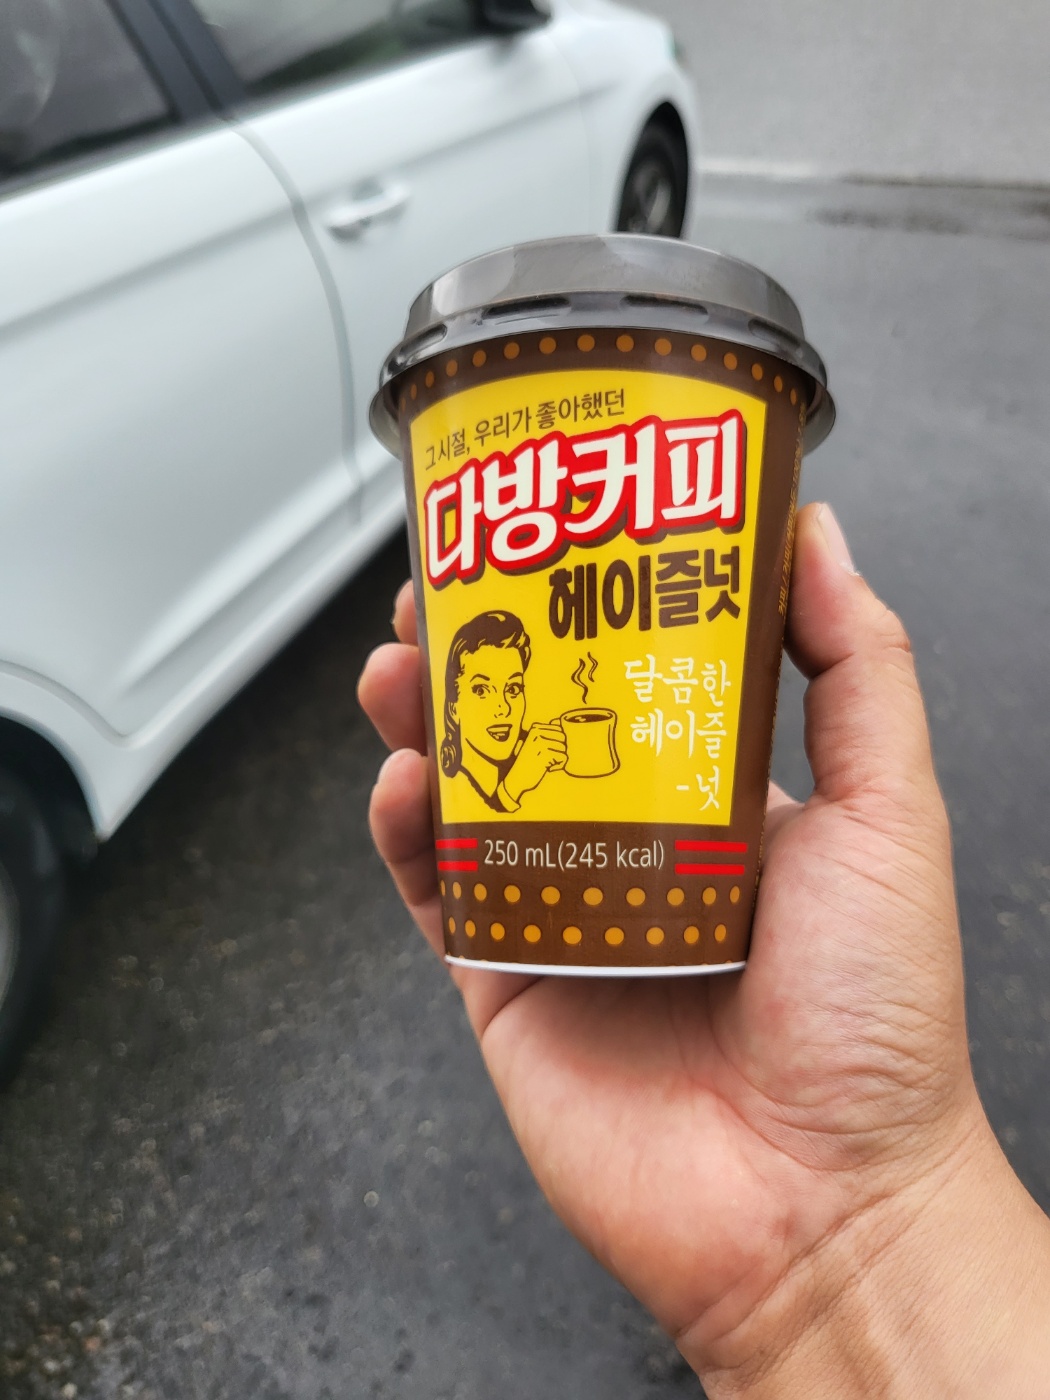 그시절, 우리가 좋아했던
다방커피
헤이즐넛
달콤한
헤이즐
-넛
250 mL(245 kcal)